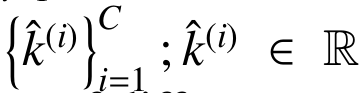 {k̂^(i)}_{i=1}^C ; k̂^(i) ∈ ℝ